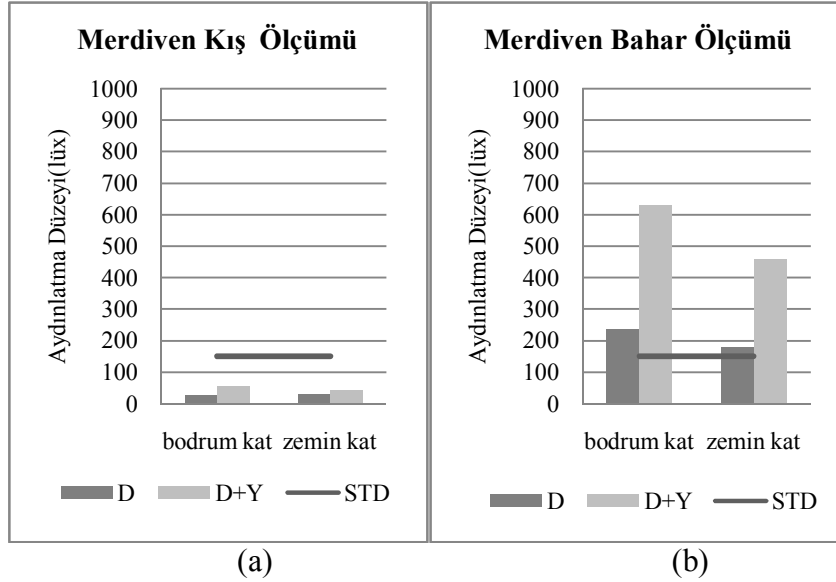 Merdiven Kış  Ölçümü
Aydınlatma Düzeyi(lüx)
1000
900
800
700
600
500
400
300
200
100
0
bodrum kat zemin kat
D D+Y STD
(a)
Merdiven Bahar Ölçümü
Aydınlatma Düzeyi(lüx)
1000
900
800
700
600
500
400
300
200
100
0
bodrum kat zemin kat
D D+Y STD
(b)